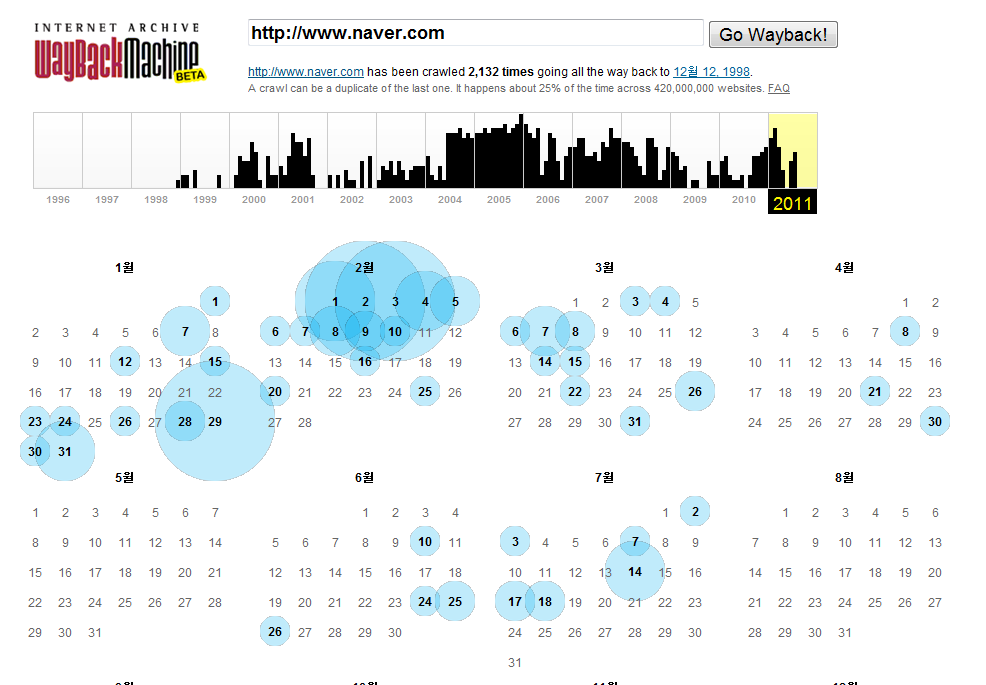 INTERNET ARCHIVE
WayBackMachine
BETA
http://www.naver.com
Go Wayback!
http://www.naver.com has been crawled 2,132 times going all the way back to 12월 12, 1998.
A crawl can be a duplicate of the last one. It happens about 25% of the time across 420,000,000 websites. FAQ
1996 1997 1998 1999 2000 2001 2002 2003 2004 2005 2006 2007 2008 2009 2010 2011
1월
1
2 3 4 5 6 7 8
9 10 11 12 13 14 15
16 17 18 19 20 21 22
23 24 25 26 27 28 29
30 31
2월
1 2 3 4 5
6 7 8 9 10 11 12
13 14 15 16 17 18 19
20 21 22 23 24 25 26
27 28
3월
1 2 3 4 5
6 7 8 9 10 11 12
13 14 15 16 17 18 19
20 21 22 23 24 25 26
27 28 29 30 31
4월
1 2
3 4 5 6 7 8 9
10 11 12 13 14 15 16
17 18 19 20 21 22 23
24 25 26 27 28 29 30
5월
1 2 3 4 5 6 7
8 9 10 11 12 13 14
15 16 17 18 19 20 21
22 23 24 25 26 27 28
29 30 31
6월
1 2 3 4
5 6 7 8 9 10 11
12 13 14 15 16 17 18
19 20 21 22 23 24 25
26 27 28 29 30
7월
1 2
3 4 5 6 7 8 9
10 11 12 13 14 15 16
17 18 19 20 21 22 23
24 25 26 27 28 29 30
31
8월
1 2 3 4 5 6
7 8 9 10 11 12 13
14 15 16 17 18 19 20
21 22 23 24 25 26 27
28 29 30 31